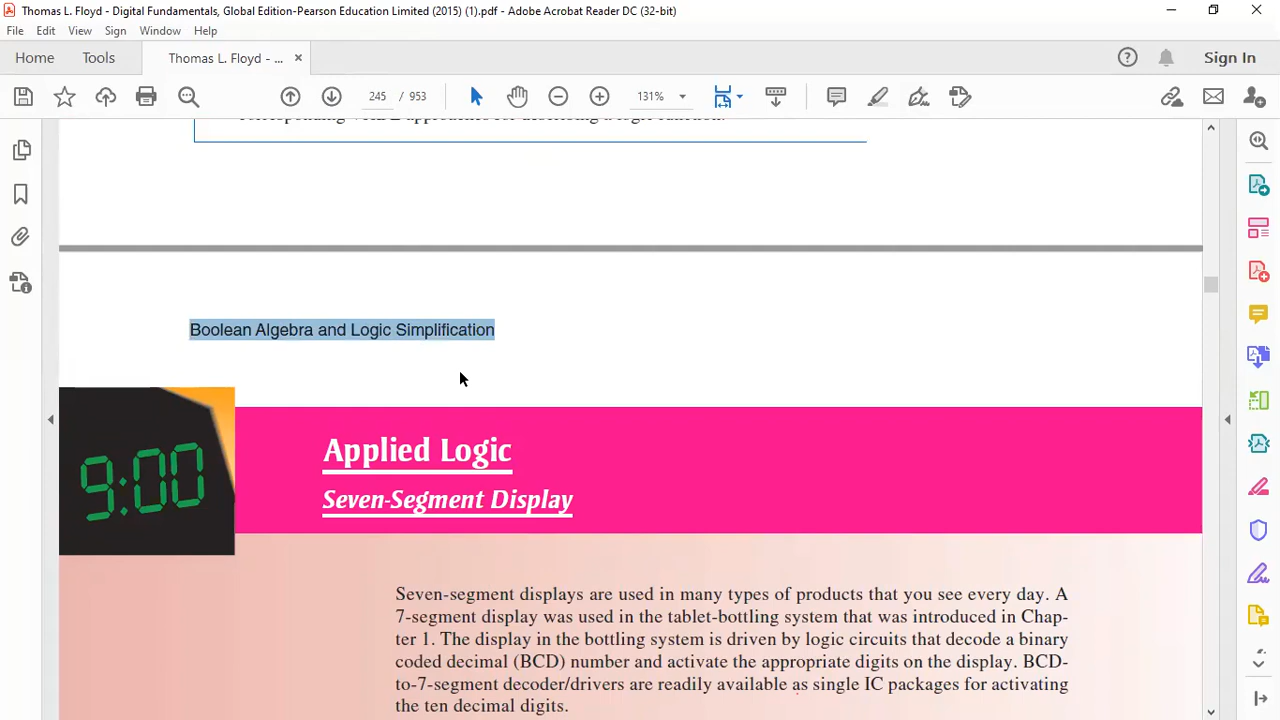 Thomas L. Floyd - Digital Fundamentals, Global Edition-Pearson Education Limited (2015) (1).pdf - Adobe Acrobat Reader DC (32-bit)
File Edit View Sign Window Help
Home Tools Thomas L. Floyd - ... × Sign In
245 / 953 131%
Boolean Algebra and Logic Simplification
9:00
Applied Logic
Seven-Segment Display
Seven-segment displays are used in many types of products that you see every day. A
7-segment display was used in the tablet-bottling system that was introduced in Chap-
ter 1. The display in the bottling system is driven by logic circuits that decode a binary
coded decimal (BCD) number and activate the appropriate digits on the display. BCD-
to-7-segment decoder/drivers are readily available as single IC packages for activating
the ten decimal digits.